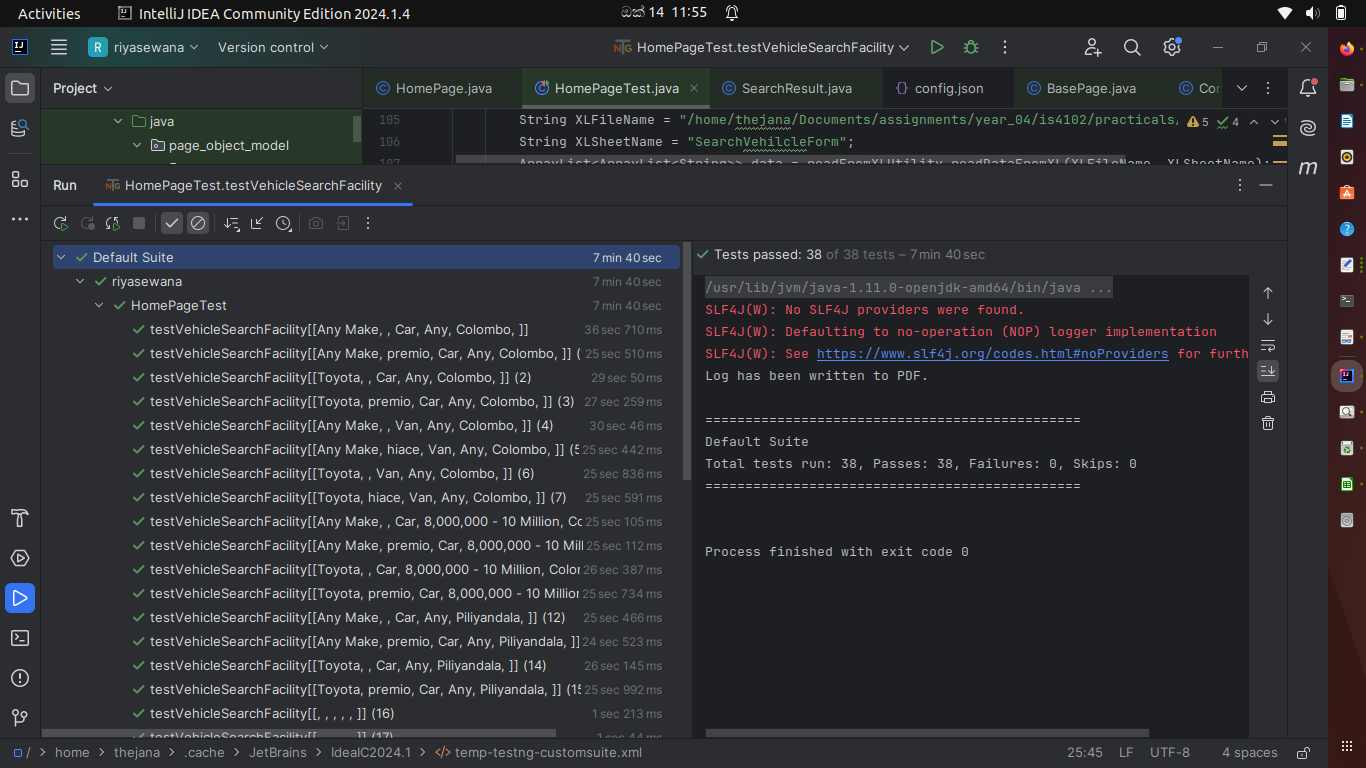 Activities
IntelliJ IDEA Community Edition 2024.1.4
ඔක් 14 11:55
R riyasewana
Version control
HomePageTest.testVehicleSearchFacility
Project
HomePage.java
HomePageTest.java
SearchResult.java
config.json
BasePage.java
Cor
java
page_object_model
105 String XLFileName = "/home/thejana/Documents/assignments/year_04/is4102/practicals/
5 4
106 String XLSheetName = "SearchVehilcleForm";
107 ArrayList<ArrayList<String>> data = readFromXLUtility.readDataFromXL(XLFileName, XLSheetName);
Run
HomePageTest.testVehicleSearchFacility
Default Suite 7 min 40 sec
riyasewana 7 min 40 sec
HomePageTest 7 min 40 sec
testVehicleSearchFacility[[Any Make, , Car, Any, Colombo, ]] 36 sec 710 ms
testVehicleSearchFacility[[Any Make, premio, Car, Any, Colombo, ]] ( 25 sec 510 ms
testVehicleSearchFacility[[Toyota, , Car, Any, Colombo, ]] (2) 29 sec 50 ms
testVehicleSearchFacility[[Toyota, premio, Car, Any, Colombo, ]] (3) 27 sec 259 ms
testVehicleSearchFacility[[Any Make, , Van, Any, Colombo, ]] (4) 30 sec 46 ms
testVehicleSearchFacility[[Any Make, hiace, Van, Any, Colombo, ]] (5 25 sec 442 ms
testVehicleSearchFacility[[Toyota, , Van, Any, Colombo, ]] (6) 25 sec 836 ms
testVehicleSearchFacility[[Toyota, hiace, Van, Any, Colombo, ]] (7) 25 sec 591 ms
testVehicleSearchFacility[[Any Make, , Car, 8,000,000 - 10 Million, Co 25 sec 105 ms
testVehicleSearchFacility[[Any Make, premio, Car, 8,000,000 - 10 Mill 25 sec 112 ms
testVehicleSearchFacility[[Toyota, , Car, 8,000,000 - 10 Million, Color 26 sec 387 ms
testVehicleSearchFacility[[Toyota, premio, Car, 8,000,000 - 10 Million 25 sec 734 ms
testVehicleSearchFacility[[Any Make, , Car, Any, Piliyandala, ]] (12) 25 sec 466 ms
testVehicleSearchFacility[[Any Make, premio, Car, Any, Piliyandala, ]] 24 sec 523 ms
testVehicleSearchFacility[[Toyota, , Car, Any, Piliyandala, ]] (14) 26 sec 145 ms
testVehicleSearchFacility[[Toyota, premio, Car, Any, Piliyandala, ]] (15 25 sec 992 ms
testVehicleSearchFacility[[, , , , , ]] (16) 1 sec 213 ms
Tests passed: 38 of 38 tests – 7 min 40 sec
/usr/lib/jvm/java-1.11.0-openjdk-amd64/bin/java ...
SLF4J(W): No SLF4J providers were found.
SLF4J(W): Defaulting to no-operation (NOP) logger implementation
SLF4J(W): See https://www.slf4j.org/codes.html#noProviders for furth
Log has been written to PDF.
===============================================
Default Suite
Total tests run: 38, Passes: 38, Failures: 0, Skips: 0
===============================================
Process finished with exit code 0
/ > home > thejana > .cache > JetBrains > IdealC2024.1 > temp-testng-customsuite.xml
25:45 LF UTF-8 4 spaces